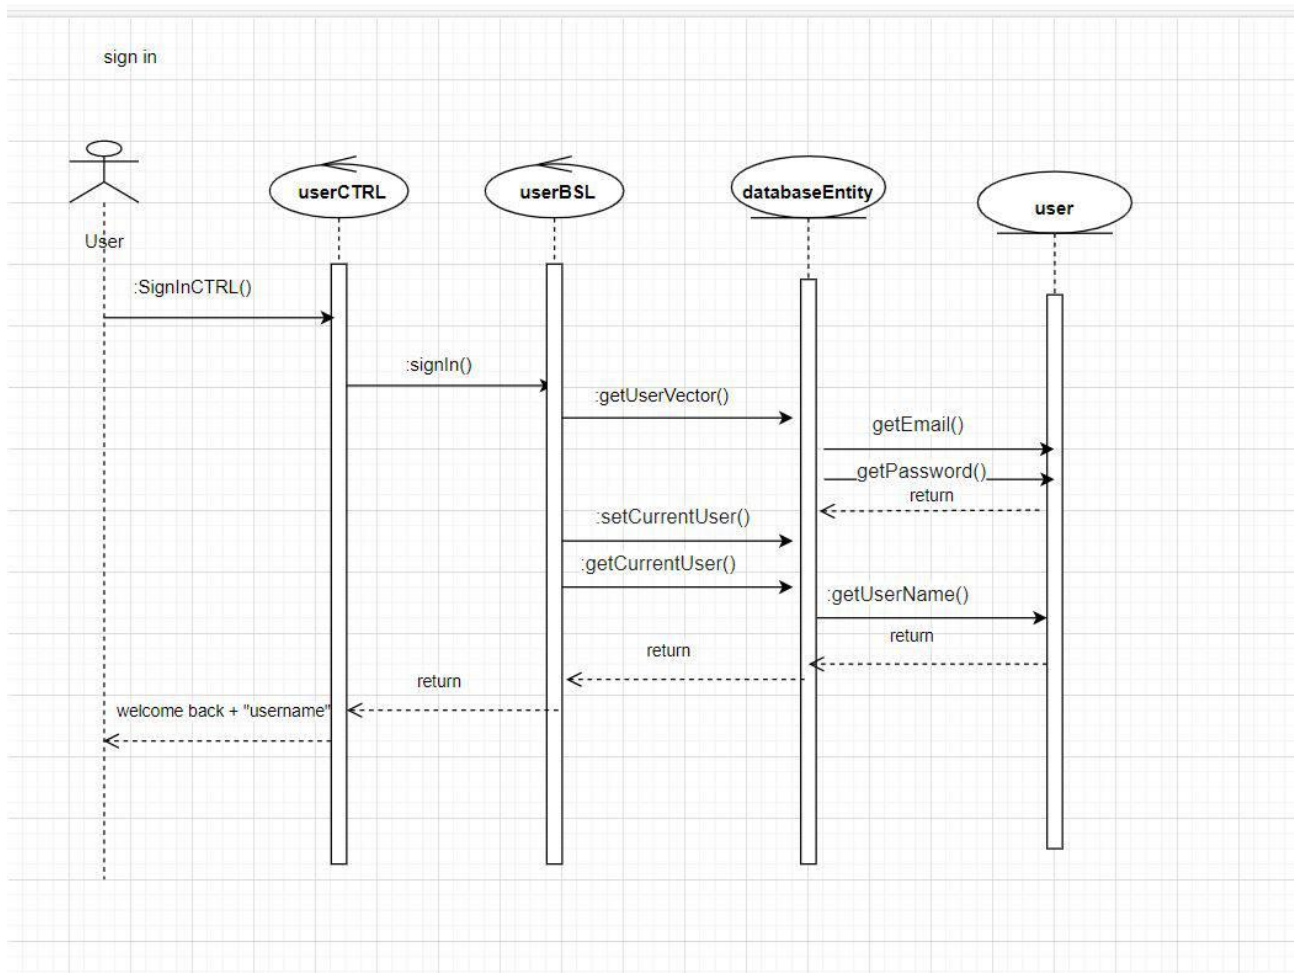 sign in
userCTRL
userBSL
databaseEntity
user
User
:SignInCTRL()
:signIn()
:getUserVector()
getEmail()
getPassword()
return
:setCurrentUser()
:getCurrentUser()
:getUserName()
return
return
return
welcome back + "username"